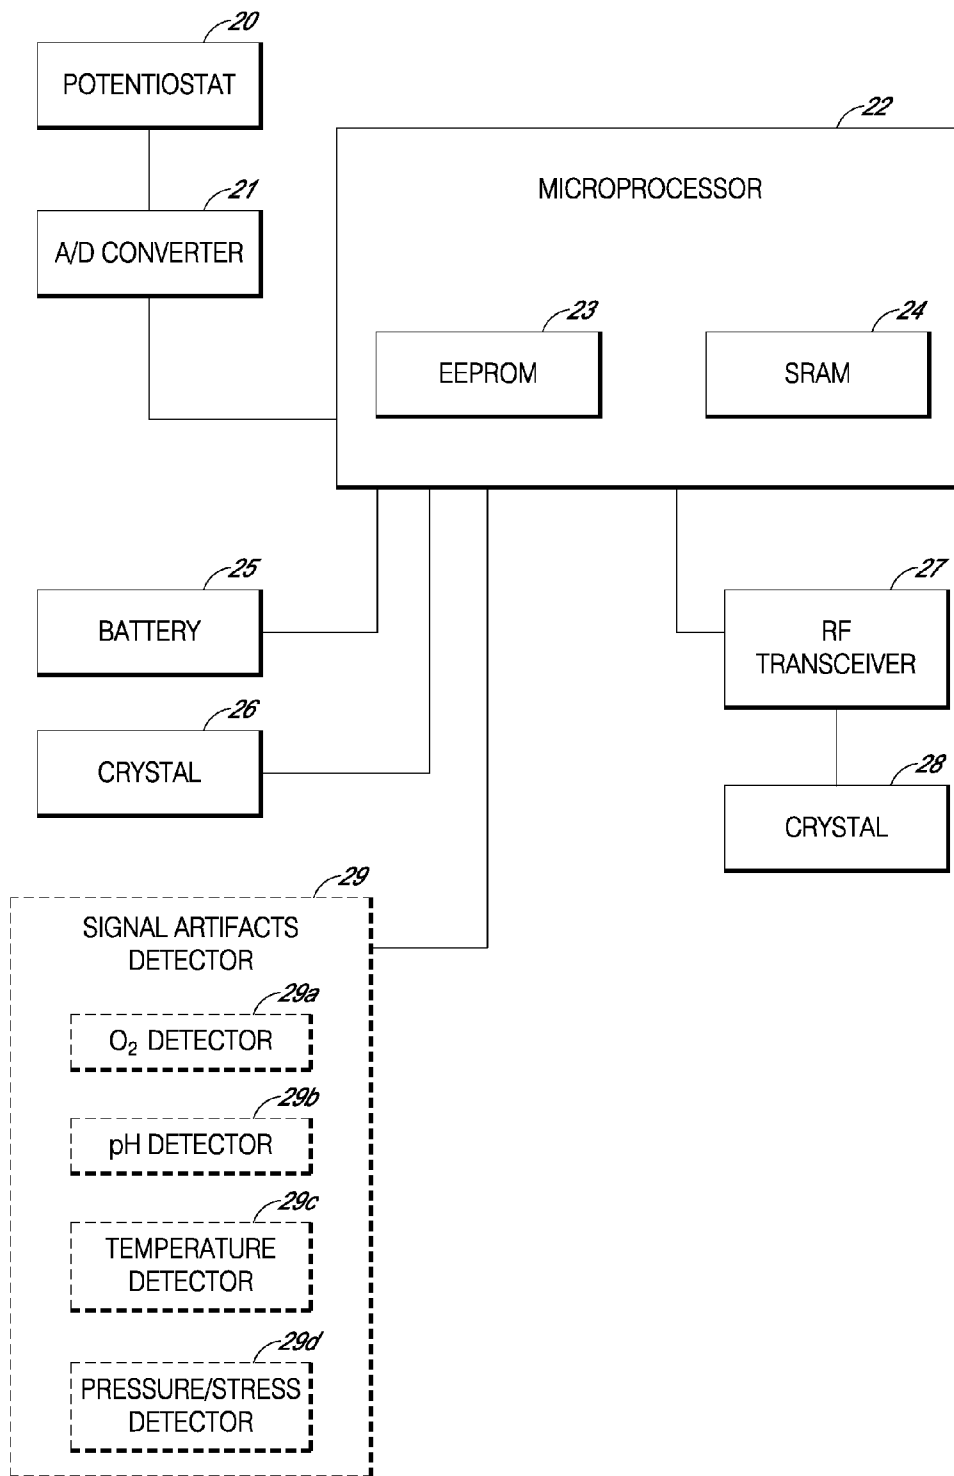 20
POTENTIOSTAT
22
MICROPROCESSOR
21
A/D CONVERTER
23
EEPROM
24
SRAM
25
BATTERY
27
RF
TRANSCEIVER
26
CRYSTAL
28
CRYSTAL
29
SIGNAL ARTIFACTS
DETECTOR
29a
O₂ DETECTOR
29b
pH DETECTOR
29c
TEMPERATURE
DETECTOR
29d
PRESSURE/STRESS
DETECTOR